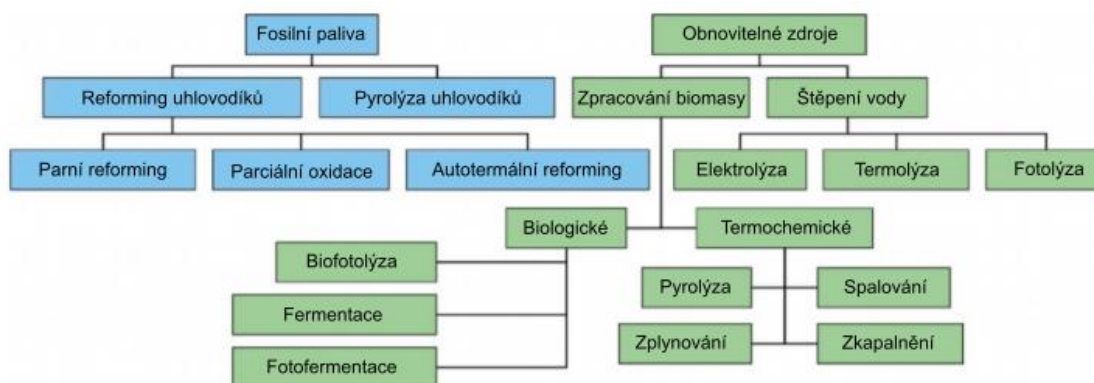 Fosilní paliva
Obnovitelné zdroje
Reforming uhlovodíků
Pyrolýza uhlovodíků
Zpracování biomasy
Štěpení vody
Parní reforming
Parciální oxidace
Autotermální reforming
Elektrolýza
Termolýza
Fotolýza
Biologické
Termochemické
Biofotolýza
Pyrolýza
Spalování
Fermentace
Zplynování
Zkapalnění
Fotofermentace